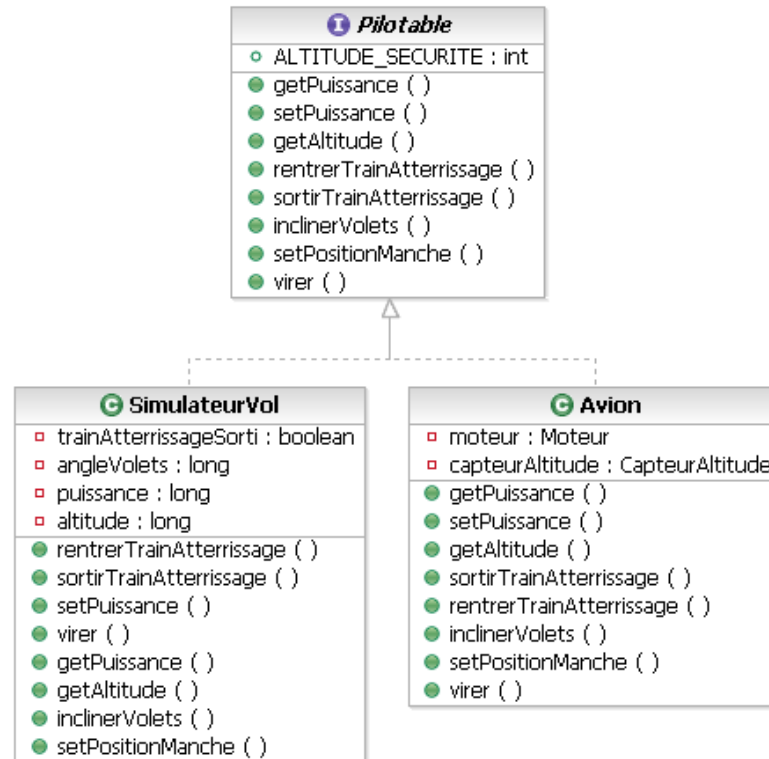 I Pilotable
ALTITUDE_SECURITE : int
getPuissance ( )
setPuissance ( )
getAltitude ( )
rentrerTrainAtterrissage ( )
sortirTrainAtterrissage ( )
inclinerVolets ( )
setPositionManche ( )
virer ( )
C SimulateurVol
trainAtterrissageSorti : boolean
angleVolets : long
puissance : long
altitude : long
rentrerTrainAtterrissage ( )
sortirTrainAtterrissage ( )
setPuissance ( )
virer ( )
getPuissance ( )
getAltitude ( )
inclinerVolets ( )
setPositionManche ( )
C Avion
moteur : Moteur
capteurAltitude : CapteurAltitude
getPuissance ( )
setPuissance ( )
getAltitude ( )
sortirTrainAtterrissage ( )
rentrerTrainAtterrissage ( )
inclinerVolets ( )
setPositionManche ( )
virer ( )